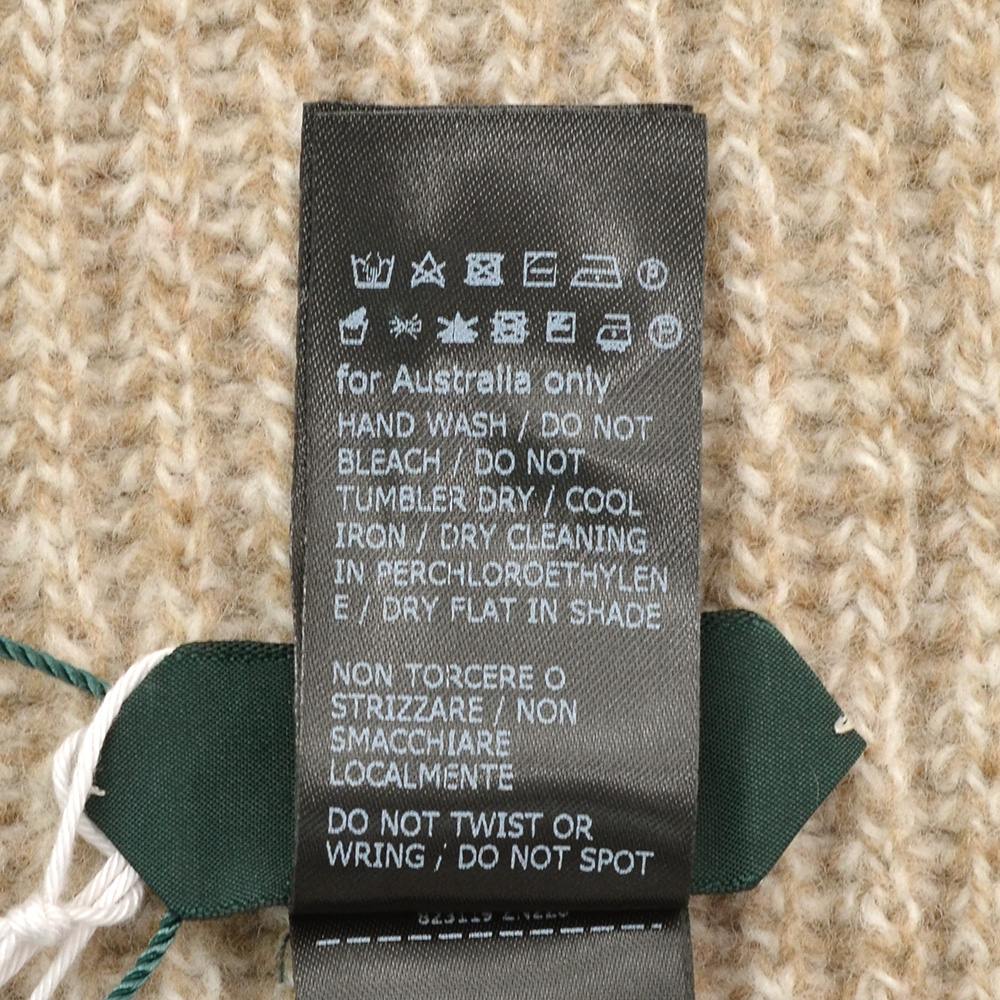 for Australia only
HAND WASH / DO NOT
BLEACH / DO NOT
TUMBLER DRY / COOL
IRON / DRY CLEANING
IN PERCHLOROETHYLEN
E / DRY FLAT IN SHADE
NON TORCERE O
STRIZZARE / NON
SMACCHIARE
LOCALMENTE
DO NOT TWIST OR
WRING / DO NOT SPOT